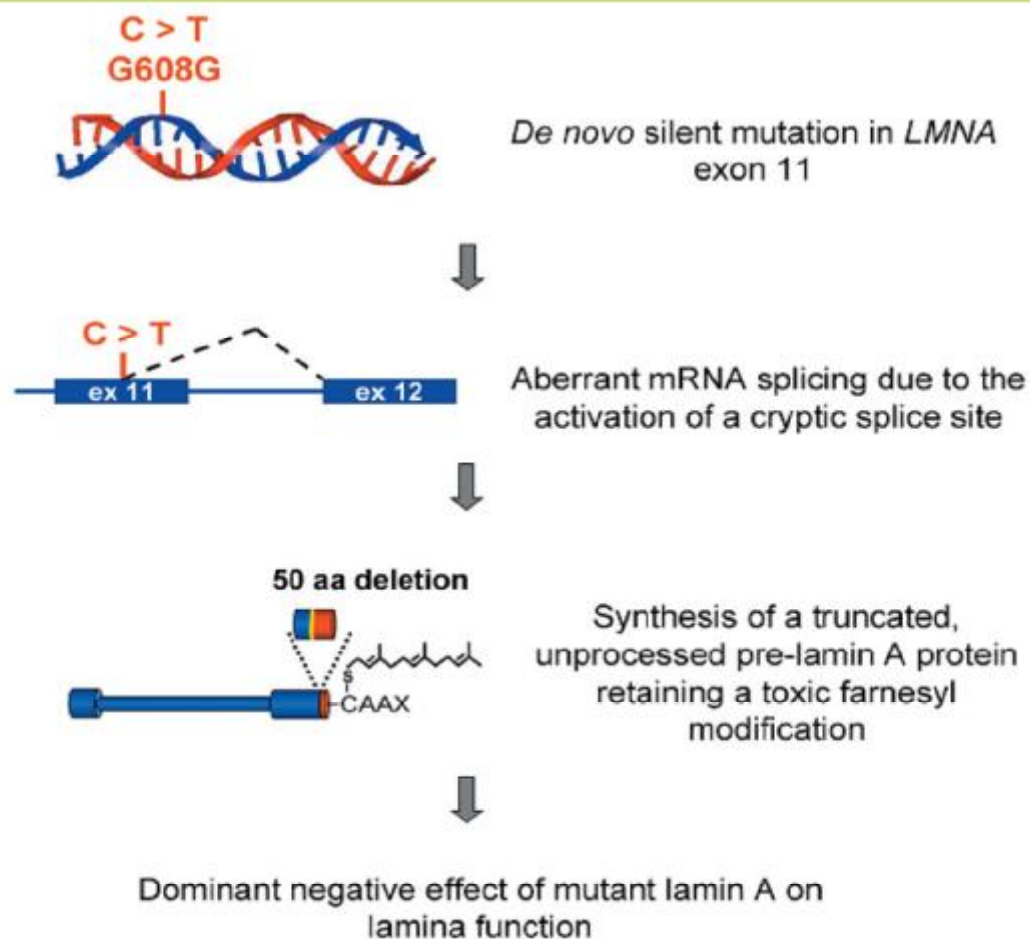 C > T
G608G
De novo silent mutation in LMNA
exon 11
C > T
ex 11
ex 12
Aberrant mRNA splicing due to the
activation of a cryptic splice site
50 aa deletion
S
CAAX
Synthesis of a truncated,
unprocessed pre-lamin A protein
retaining a toxic farnesyl
modification
Dominant negative effect of mutant lamin A on
lamina function